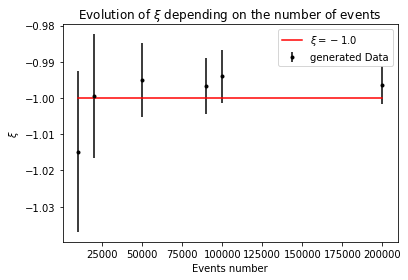 Evolution of ξ depending on the number of events
ξ = − 1.0
generated Data
−0.98
−0.99
−1.00
−1.01
−1.02
−1.03
ξ
25000 50000 75000 100000 125000 150000 175000 200000
Events number